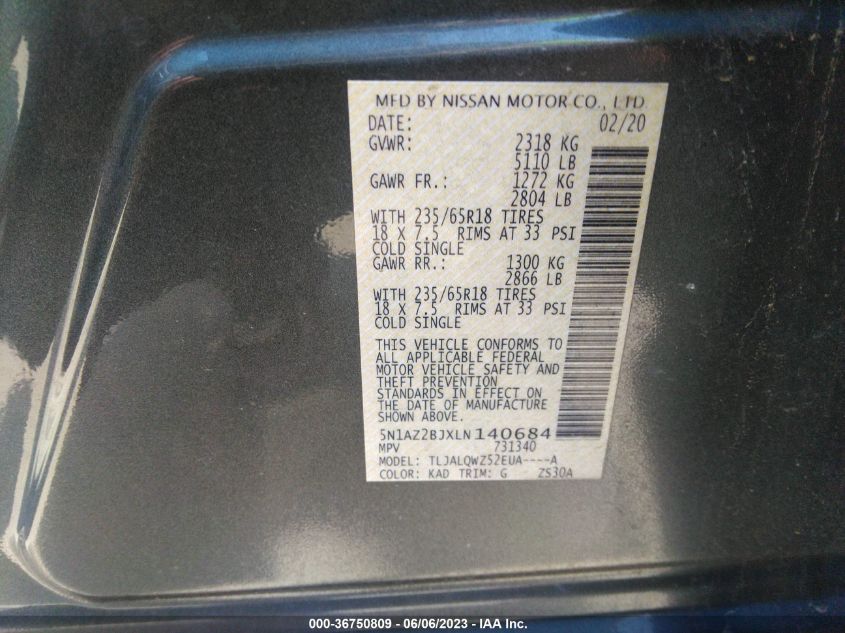 MFD BY NISSAN MOTOR CO., LTD
DATE: 02/20
GVWR: 2318 KG
5110 LB
GAWR FR.: 1272 KG
2804 LB
WITH 235/65R18 TIRES
18 X 7.5 RIMS AT 33 PSI
COLD SINGLE
GAWR RR.: 1300 KG
2866 LB
WITH 235/65R18 TIRES
18 X 7.5 RIMS AT 33 PSI
COLD SINGLE
THIS VEHICLE CONFORMS TO
ALL APPLICABLE FEDERAL
MOTOR VEHICLE SAFETY AND
THEFT PREVENTION
STANDARDS IN EFFECT ON
THE DATE OF MANUFACTURE
SHOWN ABOVE.
5N1AZ2BJXLN140684
MPV 731340
MODEL: TLJALQWZ52EUA----A
COLOR: KAD TRIM: G ZS30A
000-36750809 - 06/06/2023 - IAA Inc.